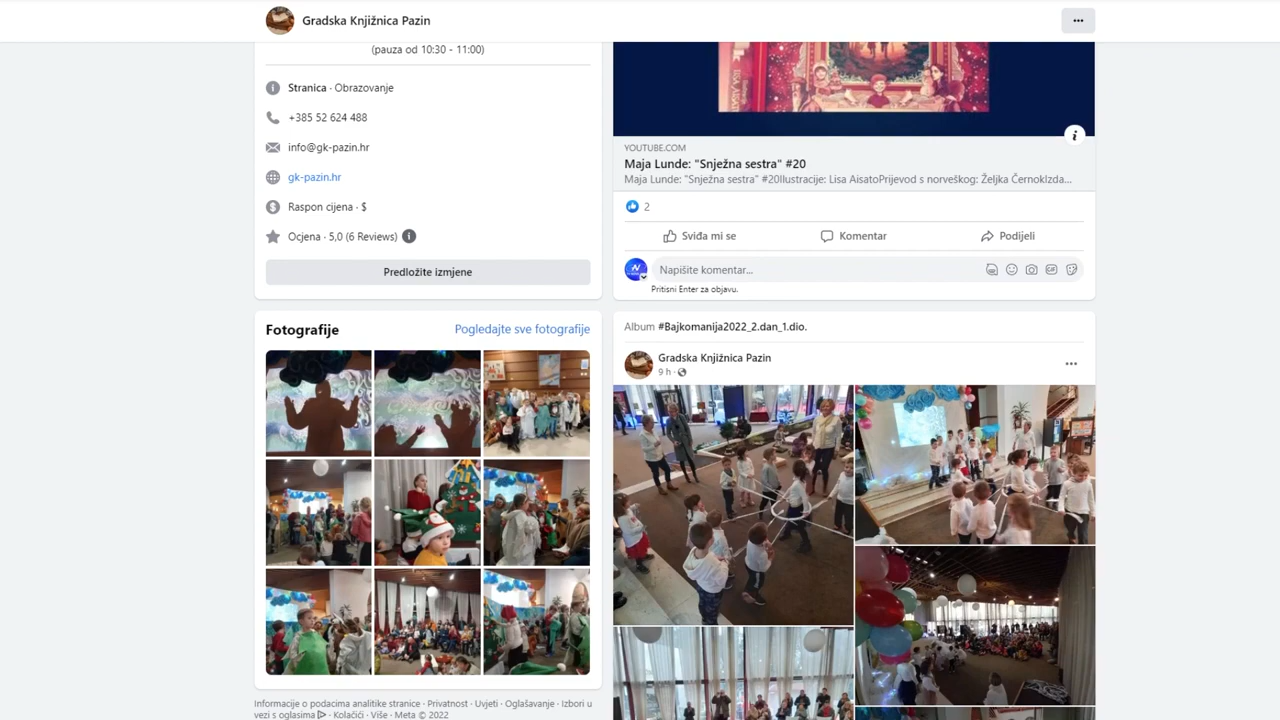 Gradska Knjižnica Pazin
(pauza od 10:30 - 11:00)
Stranica · Obrazovanje
+385 52 624 488
info@gk-pazin.hr
gk-pazin.hr
Raspon cijena · $
Ocjena · 5,0 (6 Reviews)
Predložite izmjene
Fotografije
Pogledajte sve fotografije
Informacije o podacima analitike stranice · Privatnost · Uvjeti · Oglašavanje · Izbori u
vezi s oglasima · Kolačići · Više · Meta © 2022
YOUTUBE.COM
Maja Lunde: "Snježna sestra" #20
Maja Lunde: "Snježna sestra" #20Ilustracije: Lisa AisatoPrijevod s norveškog: Željka ČernokIzda...
2
Sviđa mi se
Komentar
Podijeli
Napišite komentar...
Pritisni Enter za objavu.
Album #Bajkomanija2022_2.dan_1.dio.
Gradska Knjižnica Pazin
9 h ·